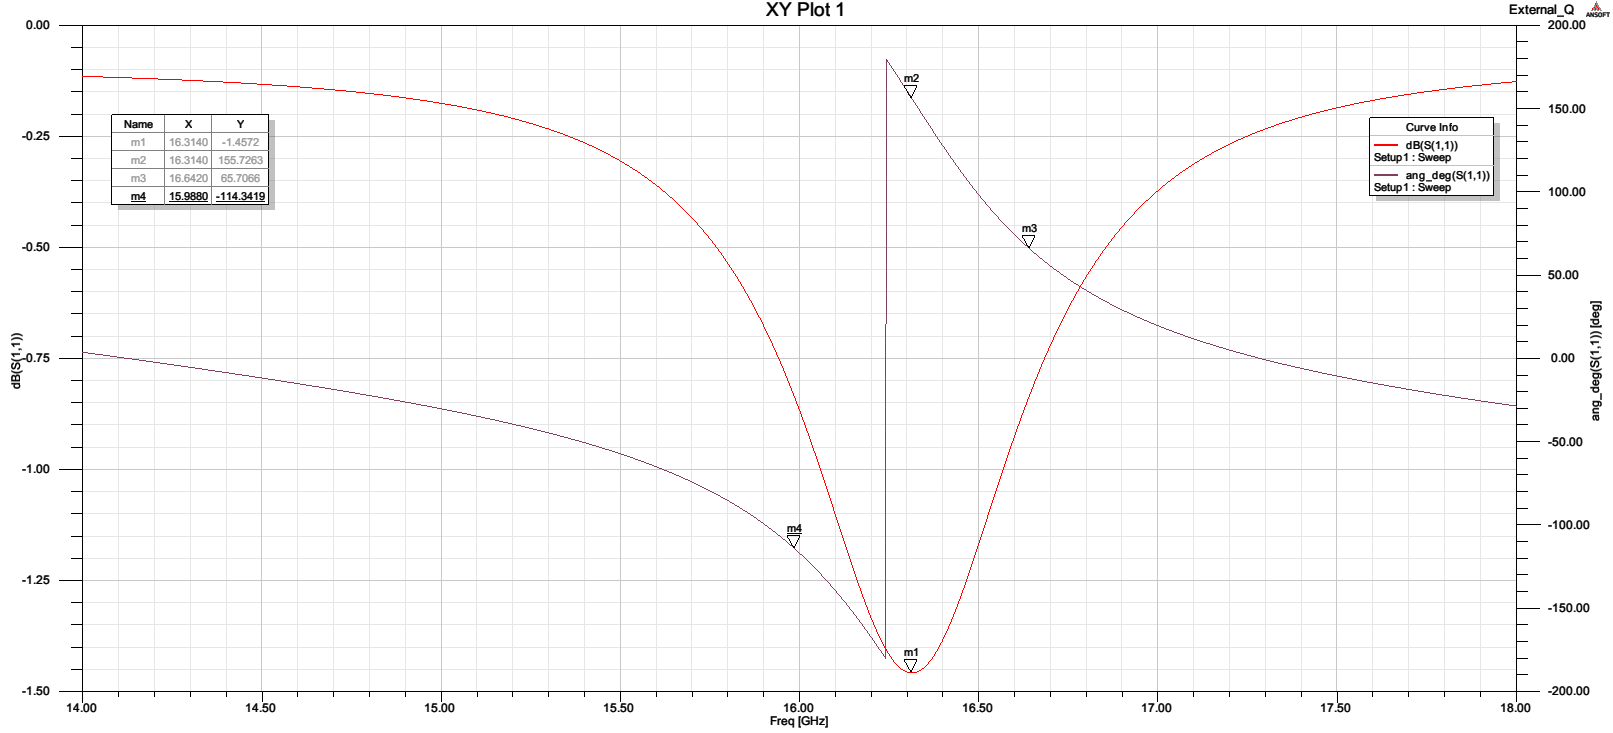 XY Plot 1
External_Q
ANSOFT
0.00
-0.25
-0.50
-0.75
-1.00
-1.25
-1.50
dB(S(1,1))
Name X Y
m1 16.3140 -1.4572
m2 16.3140 155.7263
m3 16.6420 65.7066
m4 15.9880 -114.3419
m2
m3
m4
m1
Curve Info
dB(S(1,1))
Setup1 : Sweep
ang_deg(S(1,1))
Setup1 : Sweep
200.00
150.00
100.00
50.00
0.00
-50.00
-100.00
-150.00
-200.00
ang_deg(S(1,1)) [deg]
14.00 14.50 15.00 15.50 16.00 16.50 17.00 17.50 18.00
Freq [GHz]